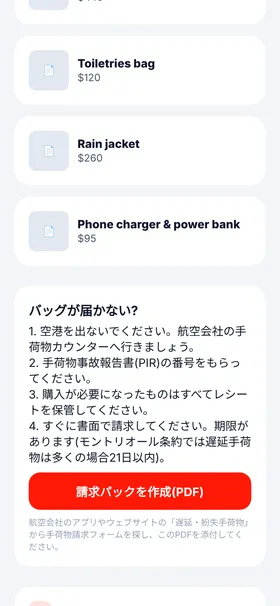 Toiletries bag
$120
Rain jacket
$260
Phone charger & power bank
$95
バッグが届かない?
1. 空港を出ないでください。航空会社の手
荷物カウンターへ行きましょう。
2. 手荷物事故報告書(PIR)の番号をもらっ
てください。
3. 購入が必要になったものはすべてレシー
トを保管してください。
4. すぐに書面で請求してください。期限が
あります(モントリオール条約では遅延手荷
物は多くの場合21日以内)。
請求パックを作成(PDF)
航空会社のアプリやウェブサイトの「遅延・紛失手荷物」
から手荷物請求フォームを探し、このPDFを添付してく
ださい。